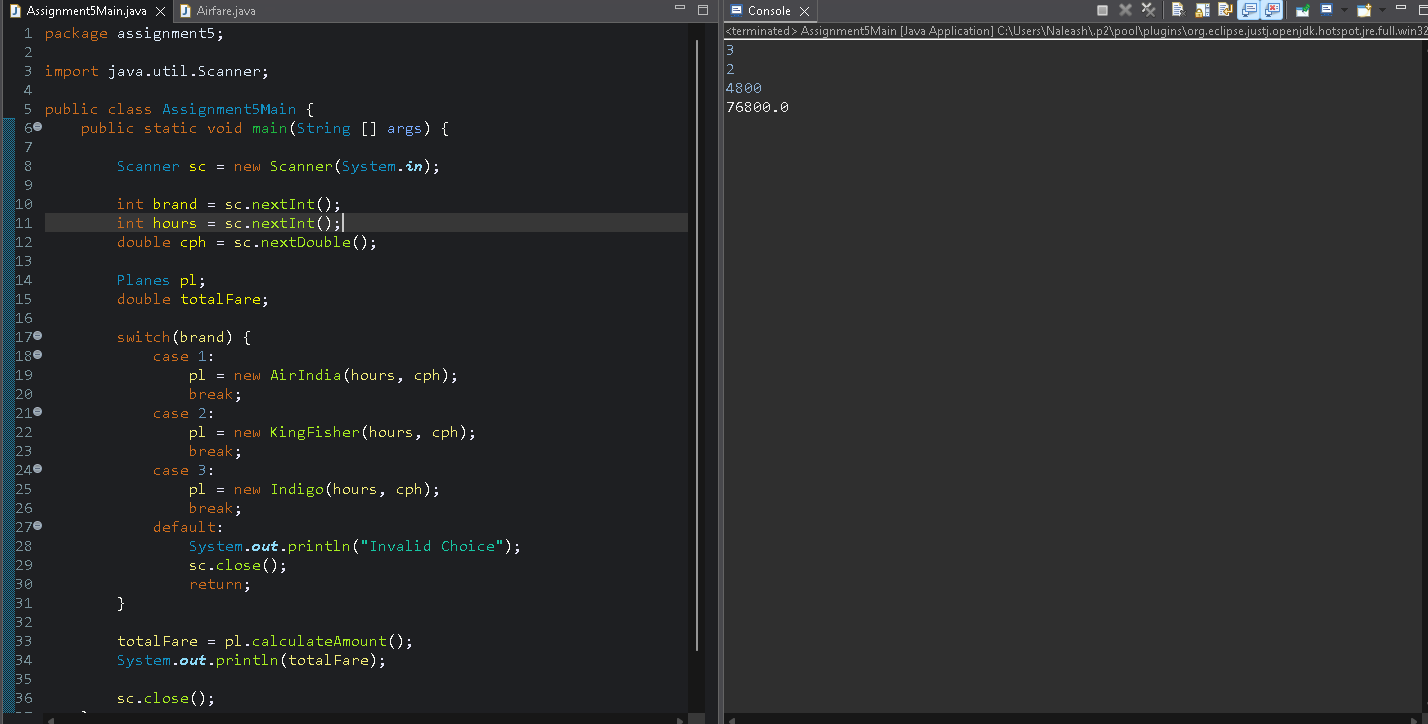 Assignment5Main.java
Airfare.java
1 package assignment5;
2
3 import java.util.Scanner;
4
5 public class Assignment5Main {
6 public static void main(String [] args) {
7
8 Scanner sc = new Scanner(System.in);
9
10 int brand = sc.nextInt();
11 int hours = sc.nextInt();
12 double cph = sc.nextDouble();
13
14 Planes pl;
15 double totalFare;
16
17 switch(brand) {
18 case 1:
19 pl = new AirIndia(hours, cph);
20 break;
21 case 2:
22 pl = new KingFisher(hours, cph);
23 break;
24 case 3:
25 pl = new Indigo(hours, cph);
26 break;
27 default:
28 System.out.println("Invalid Choice");
29 sc.close();
30 return;
31 }
32
33 totalFare = pl.calculateAmount();
34 System.out.println(totalFare);
35
36 sc.close();
Console
<terminated> Assignment5Main [Java Application] C:\Users\Naleash\.p2\pool\plugins\org.eclipse.justj.openjdk.hotspot.jre.full.win32
3
2
4800
76800.0